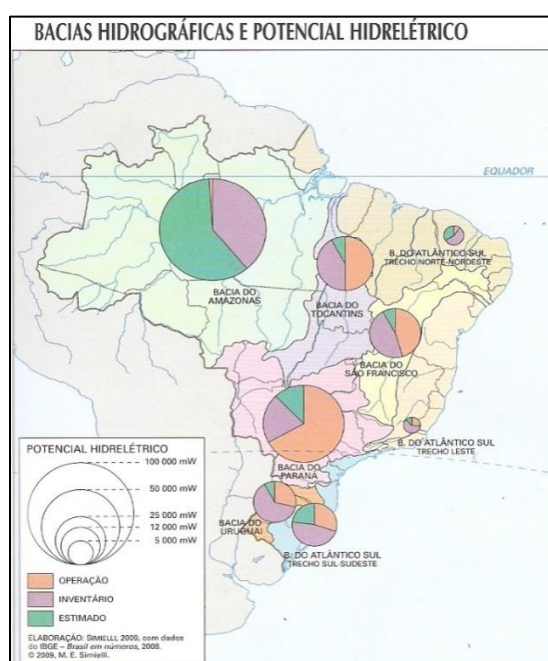 BACIAS HIDROGRÁFICAS E POTENCIAL HIDRELÉTRICO
EQUADOR
0°
B. DO ATLÂNTICO SUL
TRECHO NORTE-NORDESTE
BACIA DO
AMAZONAS
BACIA DO
TOCANTINS
BACIA DO
SÃO FRANCISCO
B. DO ATLÂNTICO SUL
TRECHO LESTE
BACIA DO
PARANÁ
BACIA DO
URUGUAI
B. DO ATLÂNTICO SUL
TRECHO SUL-SUDESTE
POTENCIAL HIDRELÉTRICO
100 000 mW
50 000 mW
25 000 mW
12 000 mW
5 000 mW
OPERAÇÃO
INVENTÁRIO
ESTIMADO
ELABORAÇÃO: SIMIELLI, 2009, com dados
do IBGE – Brasil em números, 2008.
© 2009, M. E. Simielli.